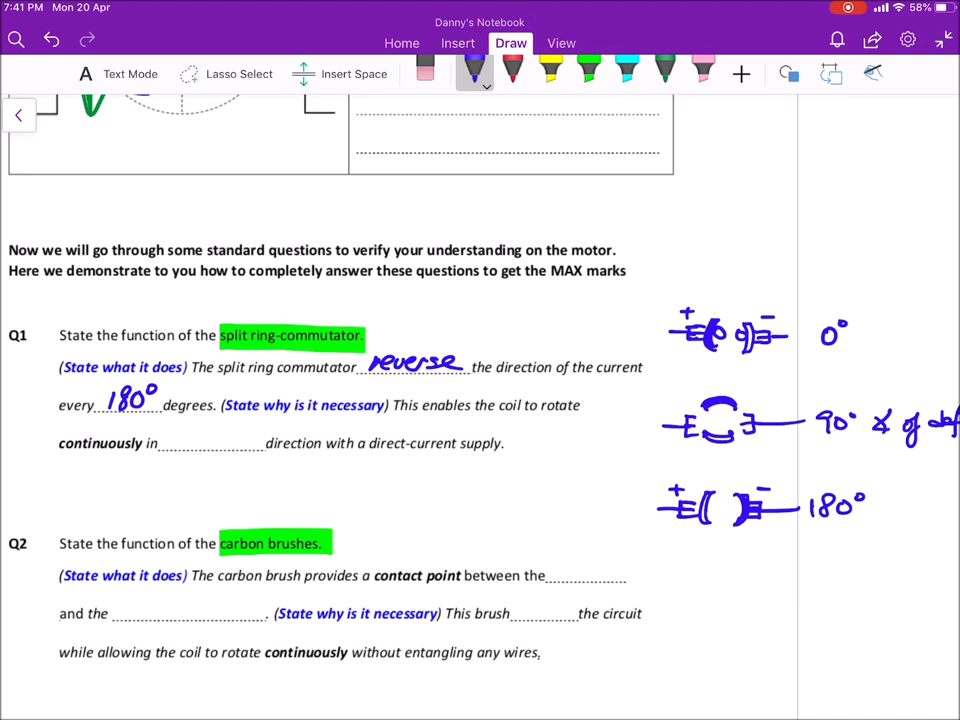 7:41 PM Mon 20 Apr
58%
Danny's Notebook
Home Insert Draw View
A Text Mode Lasso Select Insert Space
Now we will go through some standard questions to verify your understanding on the motor.
Here we demonstrate to you how to completely answer these questions to get the MAX marks
Q1 State the function of the split ring-commutator.
(State what it does) The split ring commutator reverse the direction of the current
every 180° degrees. (State why is it necessary) This enables the coil to rotate
continuously in direction with a direct-current supply.
+ - 0°
90° ∡ of
+ - 180°
Q2 State the function of the carbon brushes.
(State what it does) The carbon brush provides a contact point between the
and the . (State why is it necessary) This brush the circuit
while allowing the coil to rotate continuously without entangling any wires.